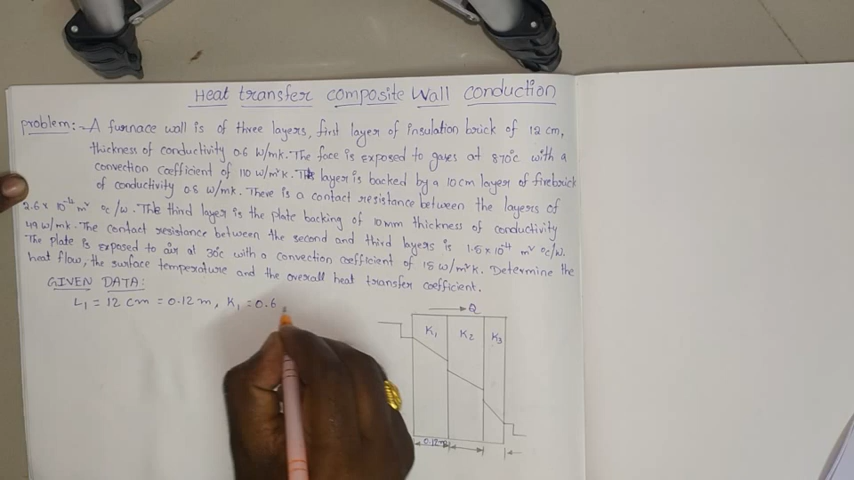 Heat transfer composite Wall conduction
problem:- A furnace wall is of three layers, first layer of insulation brick of 12 cm,
thickness of conductivity 0.6 W/mk. The face is exposed to gases at 870°c with a
convection coefficient of 110 W/m²k. The layer is backed by a 10cm layer of firebrick
of conductivity 0.8 W/mk. There is a contact resistance between the layers of
2.6 x 10⁻⁴ m² °c/w. The third layer is the plate backing of 10mm thickness of conductivity
49 W/mk. The contact resistance between the second and third layers is 1.5 x 10⁻⁴ m² °c/w.
The plate is exposed to air at 30°c with a convection coefficient of 15 W/m²k. Determine the
heat flow, the surface temperature and the overall heat transfer coefficient.
GIVEN DATA:
L₁ = 12 cm = 0.12 m, K₁ = 0.6
Q
K₁ K₂ K₃